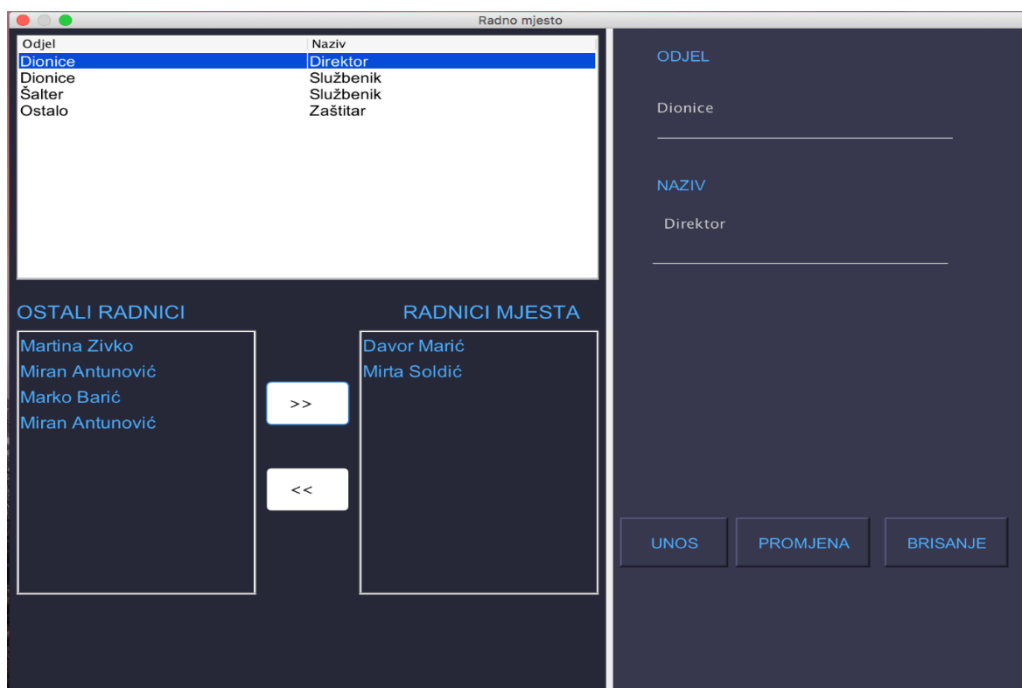 Radno mjesto
Odjel Naziv
Dionice Direktor
Dionice Službenik
Šalter Službenik
Ostalo Zaštitar
OSTALI RADNICI
Martina Zivko
Miran Antunović
Marko Barić
Miran Antunović
>>
<<
RADNICI MJESTA
Davor Marić
Mirta Soldić
ODJEL
Dionice
NAZIV
Direktor
UNOS PROMJENA BRISANJE